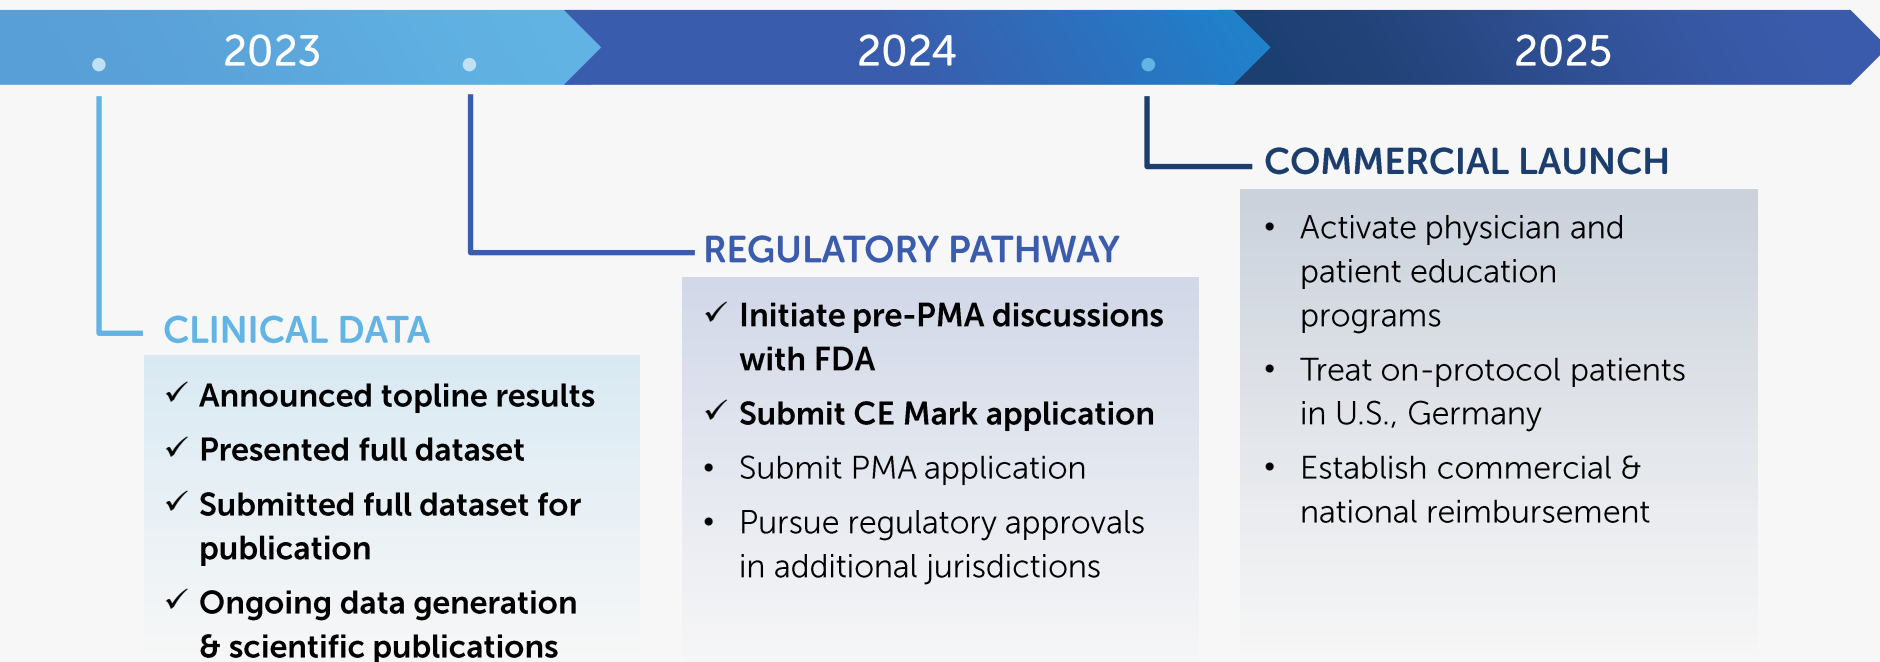 2023
2024
2025
CLINICAL DATA
✓ Announced topline results
✓ Presented full dataset
✓ Submitted full dataset for
publication
✓ Ongoing data generation
& scientific publications
REGULATORY PATHWAY
✓ Initiate pre-PMA discussions
with FDA
✓ Submit CE Mark application
• Submit PMA application
• Pursue regulatory approvals
in additional jurisdictions
COMMERCIAL LAUNCH
• Activate physician and
patient education
programs
• Treat on-protocol patients
in U.S., Germany
• Establish commercial &
national reimbursement